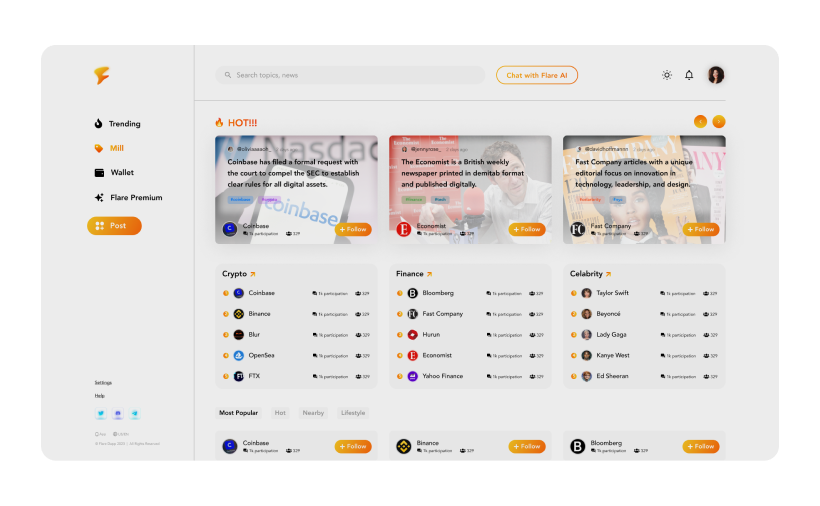 Search topics, news
Chat with Flare AI
Trending
Mill
Wallet
Flare Premium
Post
Settings
Help
HOT!!!
Nasdaq
coinbase
@oliviaseach_ 2 days ago
Coinbase has filed a formal request with
the court to compel the SEC to establish
clear rules for all digital assets.
Coinbase
1k participation 329
+ Follow
@jennyrose_ 2 days ago
The Economist is a British weekly
newspaper printed in demitab format
and published digitally.
Economist
1k participation 329
+ Follow
@davidhoffmannn 2 days ago
Fast Company articles with a unique
editorial focus on innovation in
technology, leadership, and design.
Fast Company
1k participation 329
+ Follow
Crypto
Coinbase 1k participation 329
Binance 1k participation 329
Blur 1k participation 329
OpenSea 1k participation 329
FTX 1k participation 329
Finance
Bloomberg 1k participation 329
Fast Company 1k participation 329
Hurun 1k participation 329
Economist 1k participation 329
Yahoo Finance 1k participation 329
Celabrity
Taylor Swift 1k participation 329
Beyoncé 1k participation 329
Lady Gaga 1k participation 329
Kanye West 1k participation 329
Ed Sheeran 1k participation 329
Most Popular Hot Nearby Lifestyle
Coinbase
1k participation 329
+ Follow
Binance
1k participation 329
+ Follow
Bloomberg
1k participation 329
+ Follow